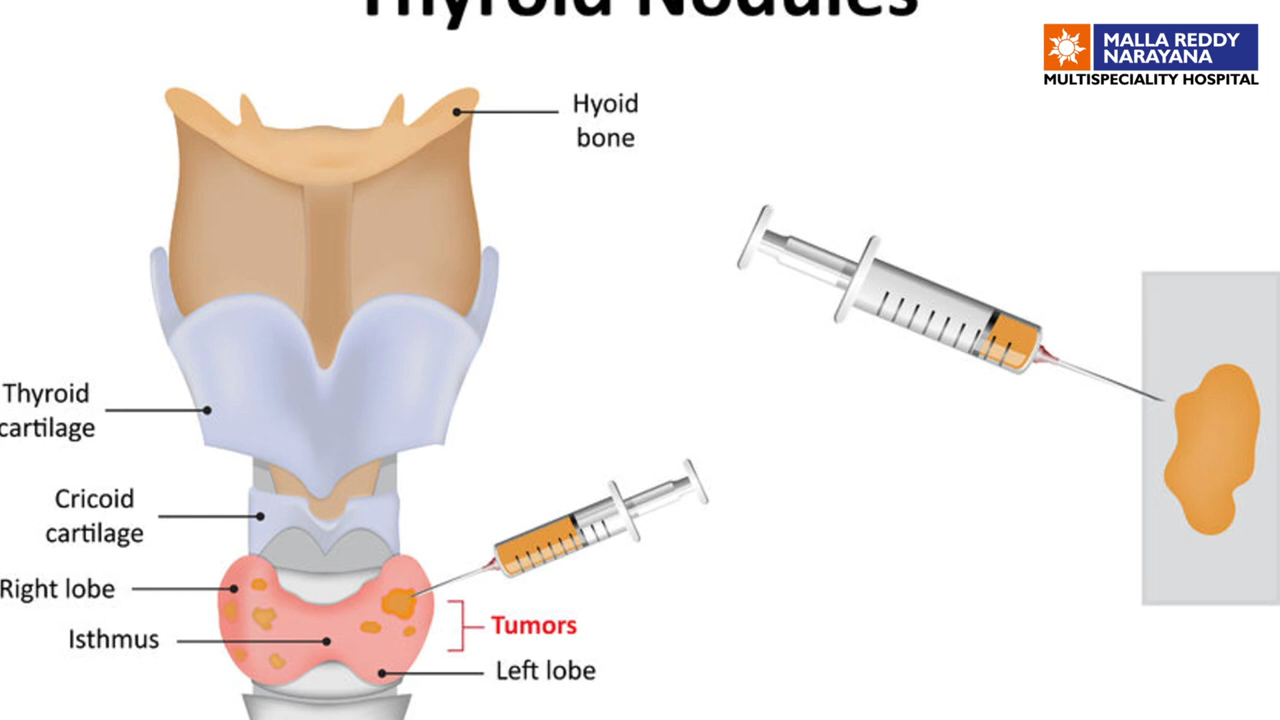 Thyroid Nodules
MALLA REDDY
NARAYANA
MULTISPECIALITY HOSPITAL
Hyoid
bone
Thyroid
cartilage
Cricoid
cartilage
Right lobe
Isthmus
Tumors
Left lobe